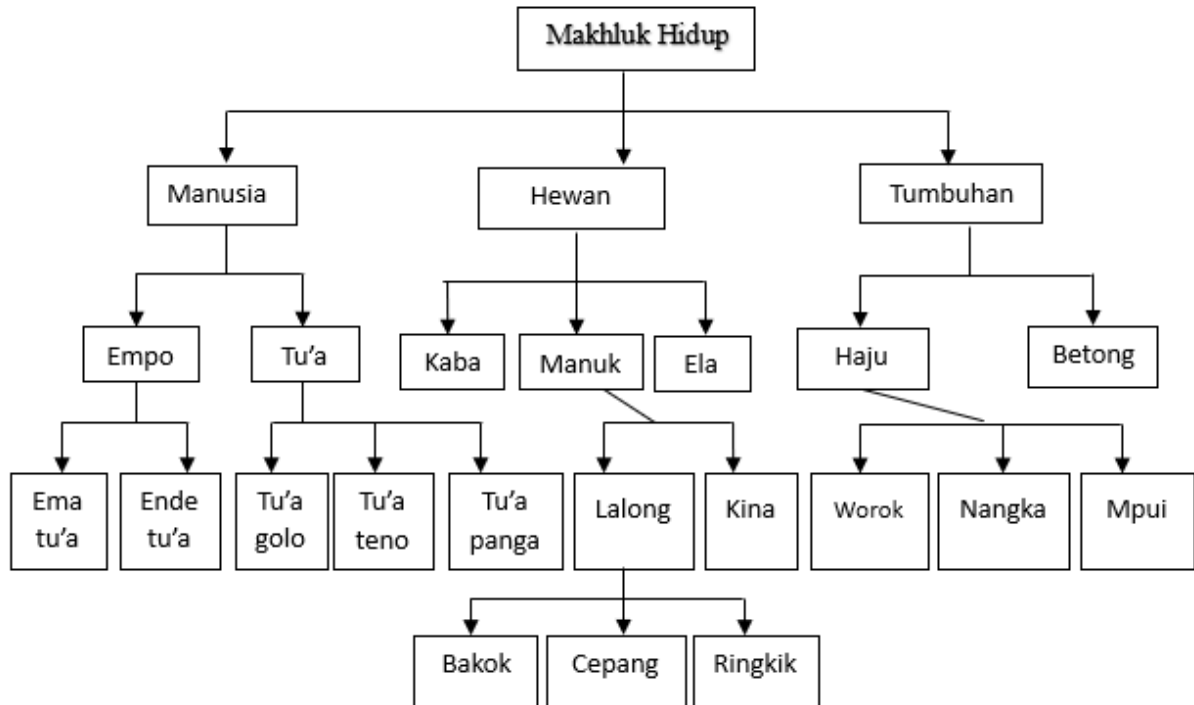 Makhluk Hidup
Manusia
Hewan
Tumbuhan
Empo
Tu'a
Kaba
Manuk
Ela
Haju
Betong
Ema
tu'a
Ende
tu'a
Tu'a
golo
Tu'a
teno
Tu'a
panga
Lalong
Kina
Worok
Nangka
Mpui
Bakok
Cepang
Ringkik